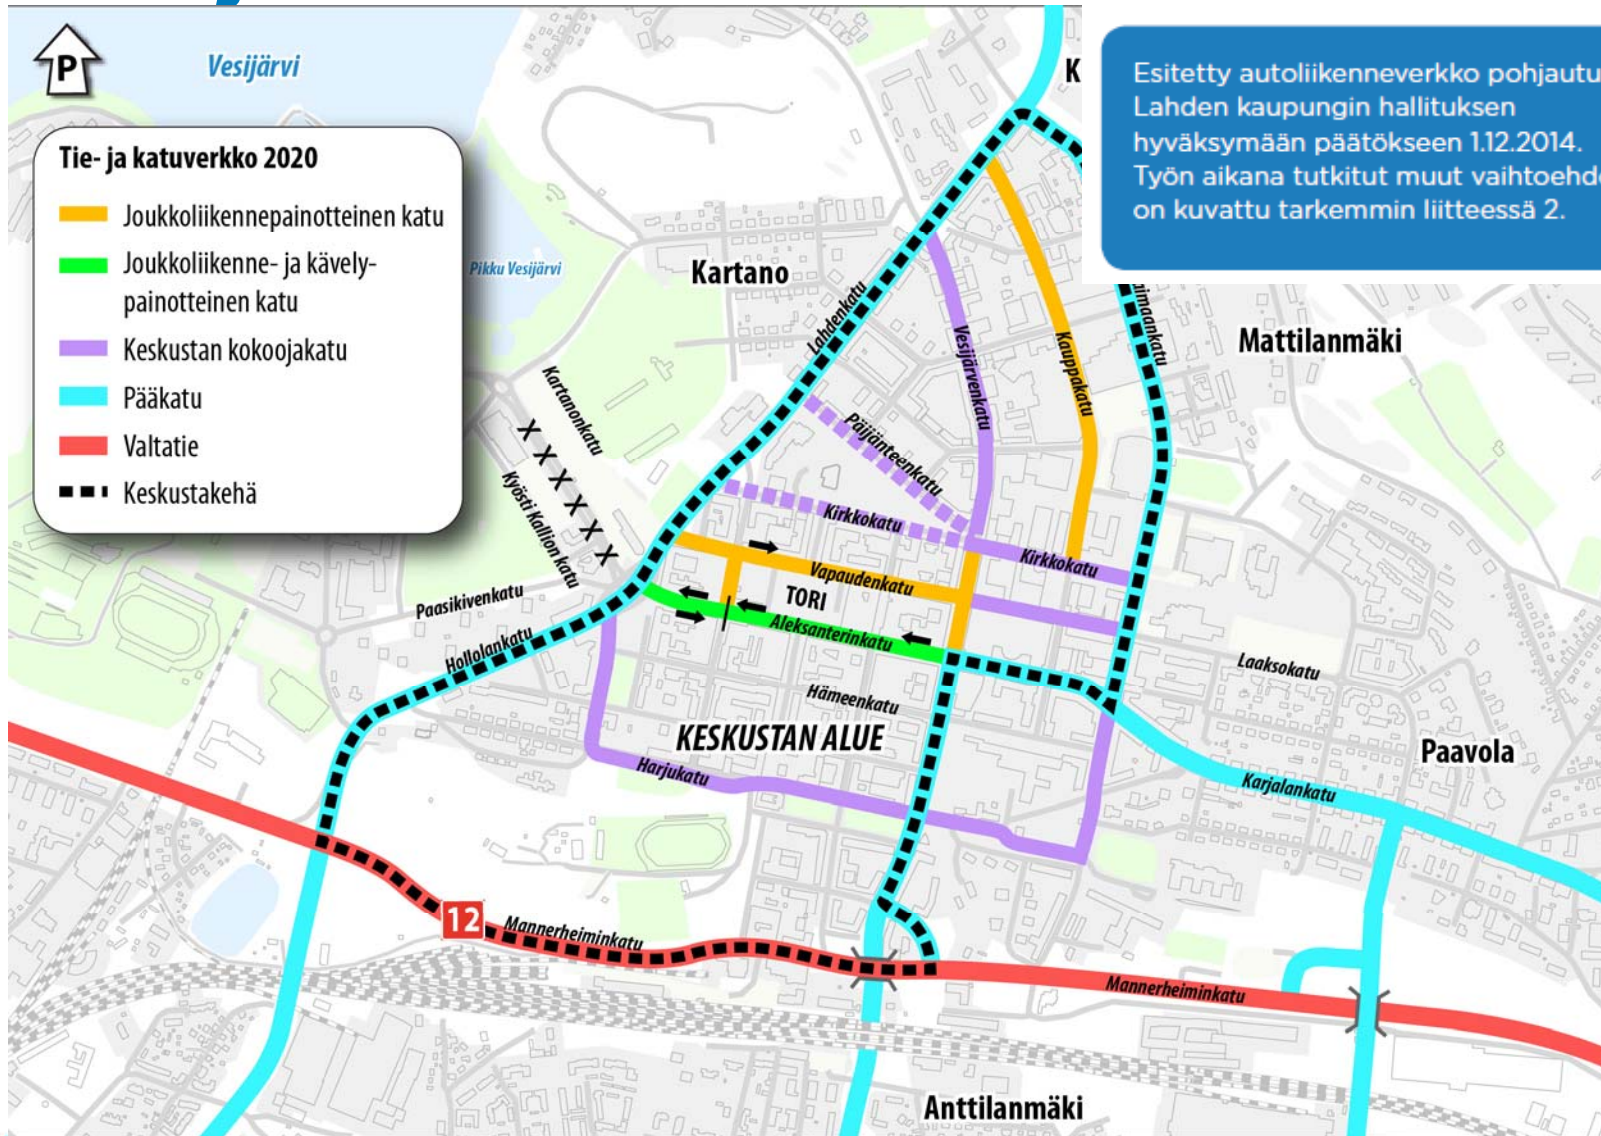 P
Vesijärvi
K
Esitetty autoliikenneverkko pohjautu
Lahden kaupungin hallituksen
hyväksymään päätökseen 1.12.2014.
Työn aikana tutkitut muut vaihtoehd
on kuvattu tarkemmin liitteessä 2.
Tie- ja katuverkko 2020
Joukkoliikennepainotteinen katu
Joukkoliikenne- ja kävely-
painotteinen katu
Keskustan kokoojakatu
Pääkatu
Valtatie
Keskustakehä
Pikku Vesijärvi
Kartano
Lahdenkatu
Vesijärvenkatu
Kauppakatu
aimaankatu
Mattilanmäki
Kartanonkatu
X X X X X X X
Kyösti Kallion katu
Päijänteenkatu
Kirkkokatu
Kirkkokatu
Vapaudenkatu
TORI
Aleksanterinkatu
Paasikivenkatu
Hollolankatu
Hämeenkatu
Laaksokatu
KESKUSTAN ALUE
Harjukatu
Paavola
Karjalankatu
12
Mannerheiminkatu
Mannerheiminkatu
Anttilanmäki